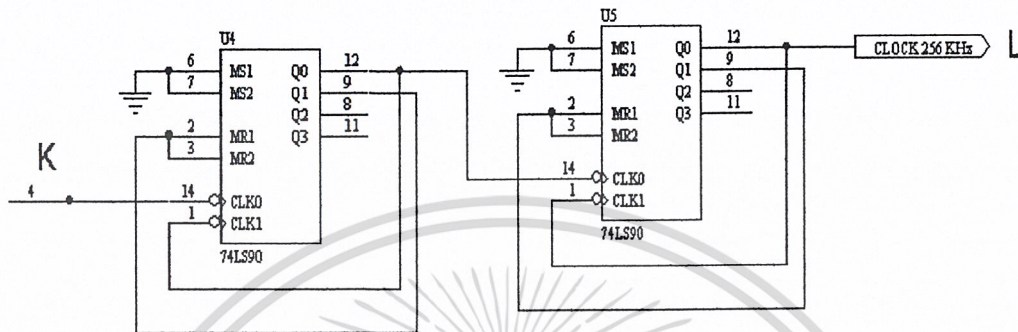 U4
6 MS1 Q0 12
7 MS2 Q1 9
Q2 8
2 MR1 Q3 11
3 MR2
K
4
14 CLK0
1 CLK1
74LS90
U5
6 MS1 Q0 12
7 MS2 Q1 9
Q2 8
2 MR1 Q3 11
3 MR2
14 CLK0
1 CLK1
74LS90
CLOCK 256 KHz
L